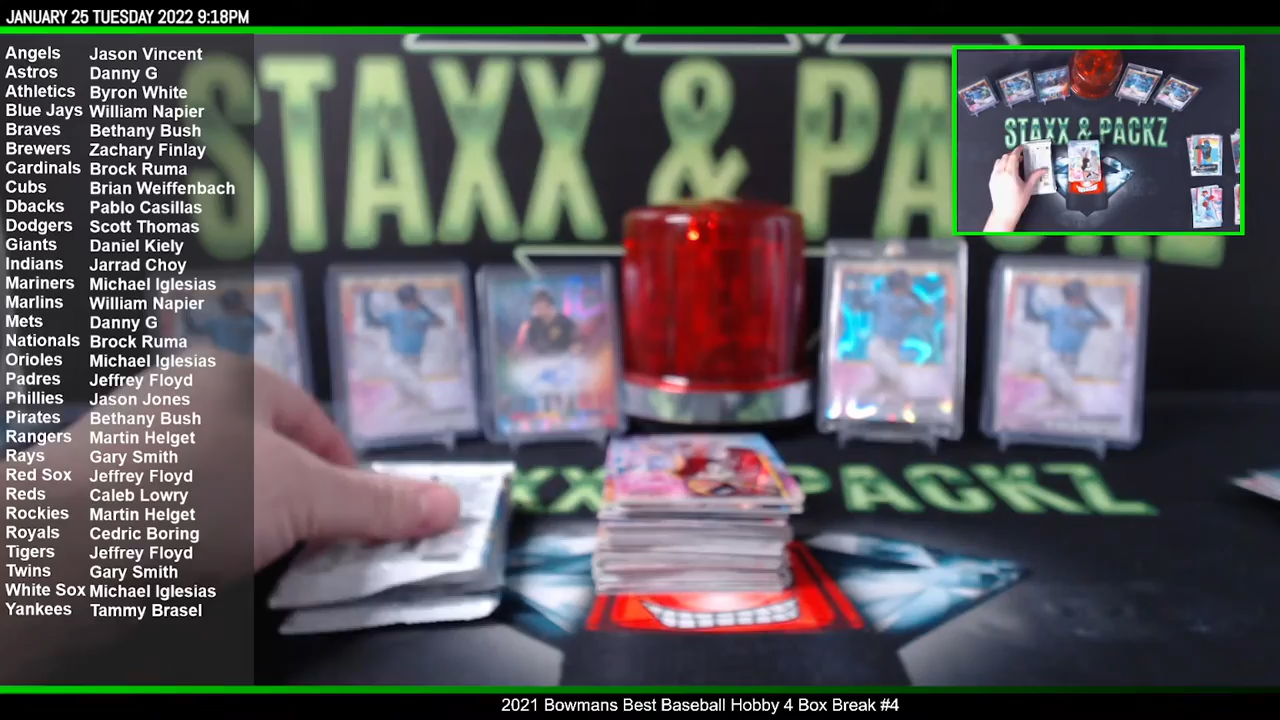 JANUARY 25 TUESDAY 2022 9:18PM
Angels Jason Vincent
Astros Danny G
Athletics Byron White
Blue Jays William Napier
Braves Bethany Bush
Brewers Zachary Finlay
Cardinals Brock Ruma
Cubs Brian Weiffenbach
Dbacks Pablo Casillas
Dodgers Scott Thomas
Giants Daniel Kiely
Indians Jarrad Choy
Mariners Michael Iglesias
Marlins William Napier
Mets Danny G
Nationals Brock Ruma
Orioles Michael Iglesias
Padres Jeffrey Floyd
Phillies Jason Jones
Pirates Bethany Bush
Rangers Martin Helget
Rays Gary Smith
Red Sox Jeffrey Floyd
Reds Caleb Lowry
Rockies Martin Helget
Royals Cedric Boring
Tigers Jeffrey Floyd
Twins Gary Smith
White Sox Michael Iglesias
Yankees Tammy Brasel
STAXX & PACKZ
STAXX & PACKZ
XX PACKZ
2021 Bowmans Best Baseball Hobby 4 Box Break #4